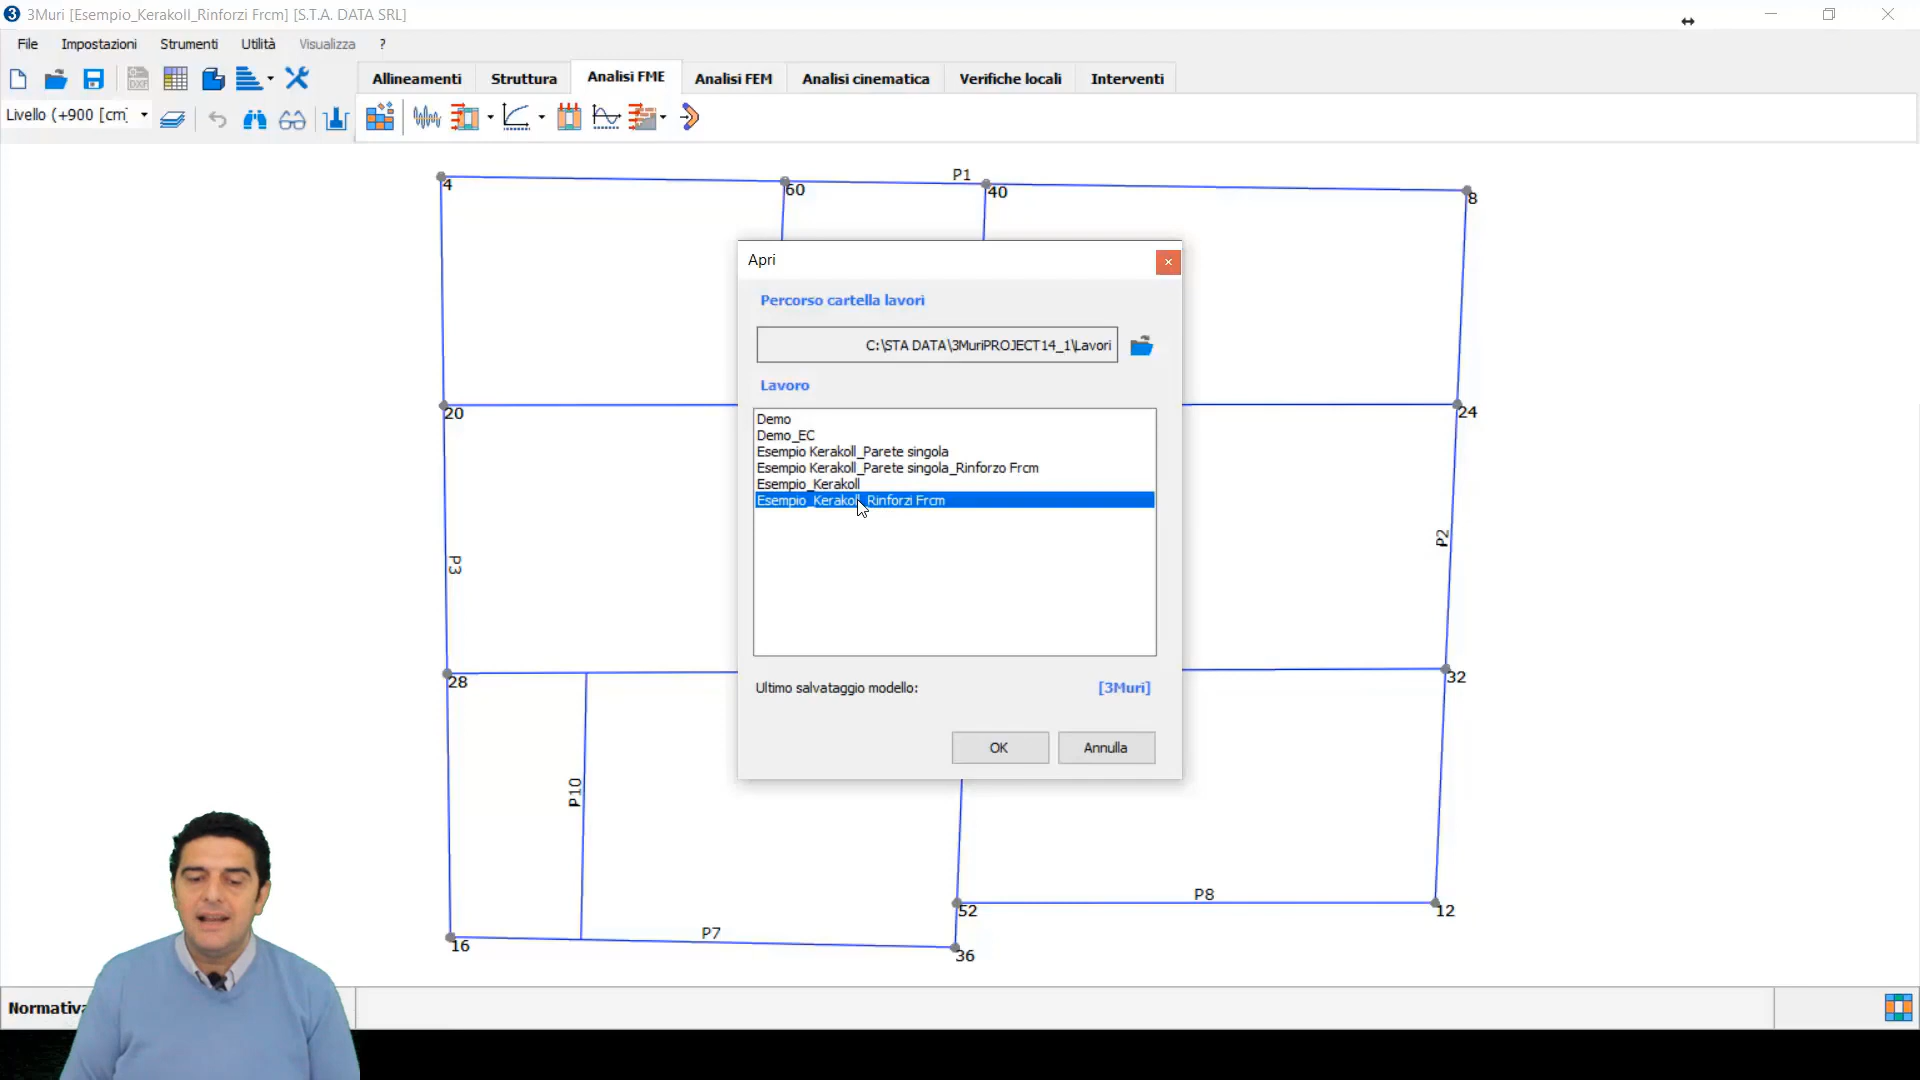 3Muri [Esempio_Kerakoll_Rinforzi Frcm] [S.T.A. DATA SRL]
File Impostazioni Strumenti Utilità Visualizza ?
Allineamenti Struttura Analisi FME Analisi FEM Analisi cinematica Verifiche locali Interventi
DXF
Livello (+900 [cm]
P1
4
60
40
8
Apri
Percorso cartella lavori
C:\STA DATA\3MuriPROJECT14_1\Lavori
Lavoro
Demo
Demo_EC
Esempio Kerakoll_Parete singola
Esempio Kerakoll_Parete singola_Rinforzo Frcm
Esempio_Kerakoll
Esempio_Kerakoll_Rinforzi Frcm
20
24
P3
P2
28
32
Ultimo salvataggio modello: [3Muri]
OK Annulla
P10
P8
52
12
P7
16
36
Normativa